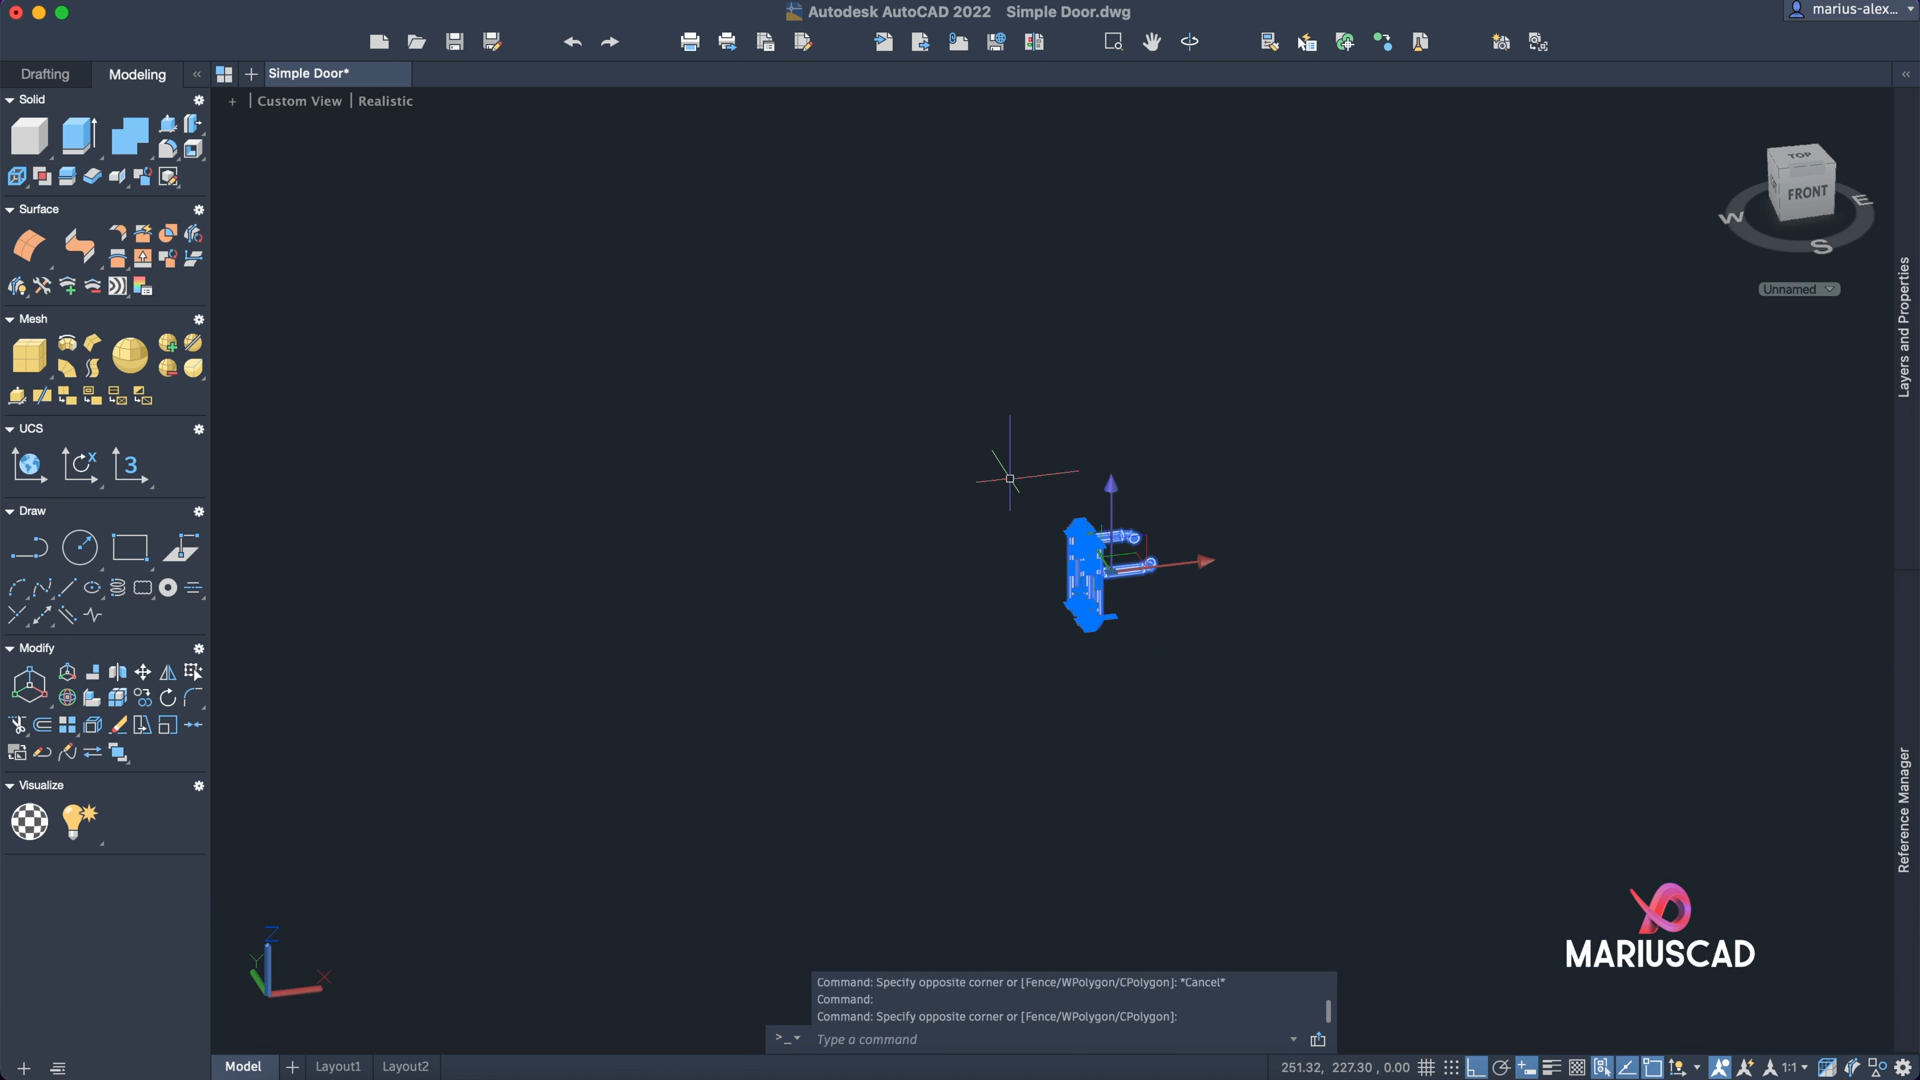 Autodesk AutoCAD 2022 Simple Door.dwg
marius-alex...
Drafting
Modeling
Simple Door*
Solid
+ | Custom View | Realistic
TOP
FRONT
W
E
S
Unnamed
Surface
Mesh
UCS
X
3
Draw
Modify
Visualize
Layers and Properties
Reference Manager
Z
Y
X
MARIUSCAD
Command: Specify opposite corner or [Fence/WPolygon/CPolygon]: *Cancel*
Command:
Command: Specify opposite corner or [Fence/WPolygon/CPolygon]:
>_ Type a command
Model
Layout1
Layout2
251.32, 227.30 , 0.00
1:1